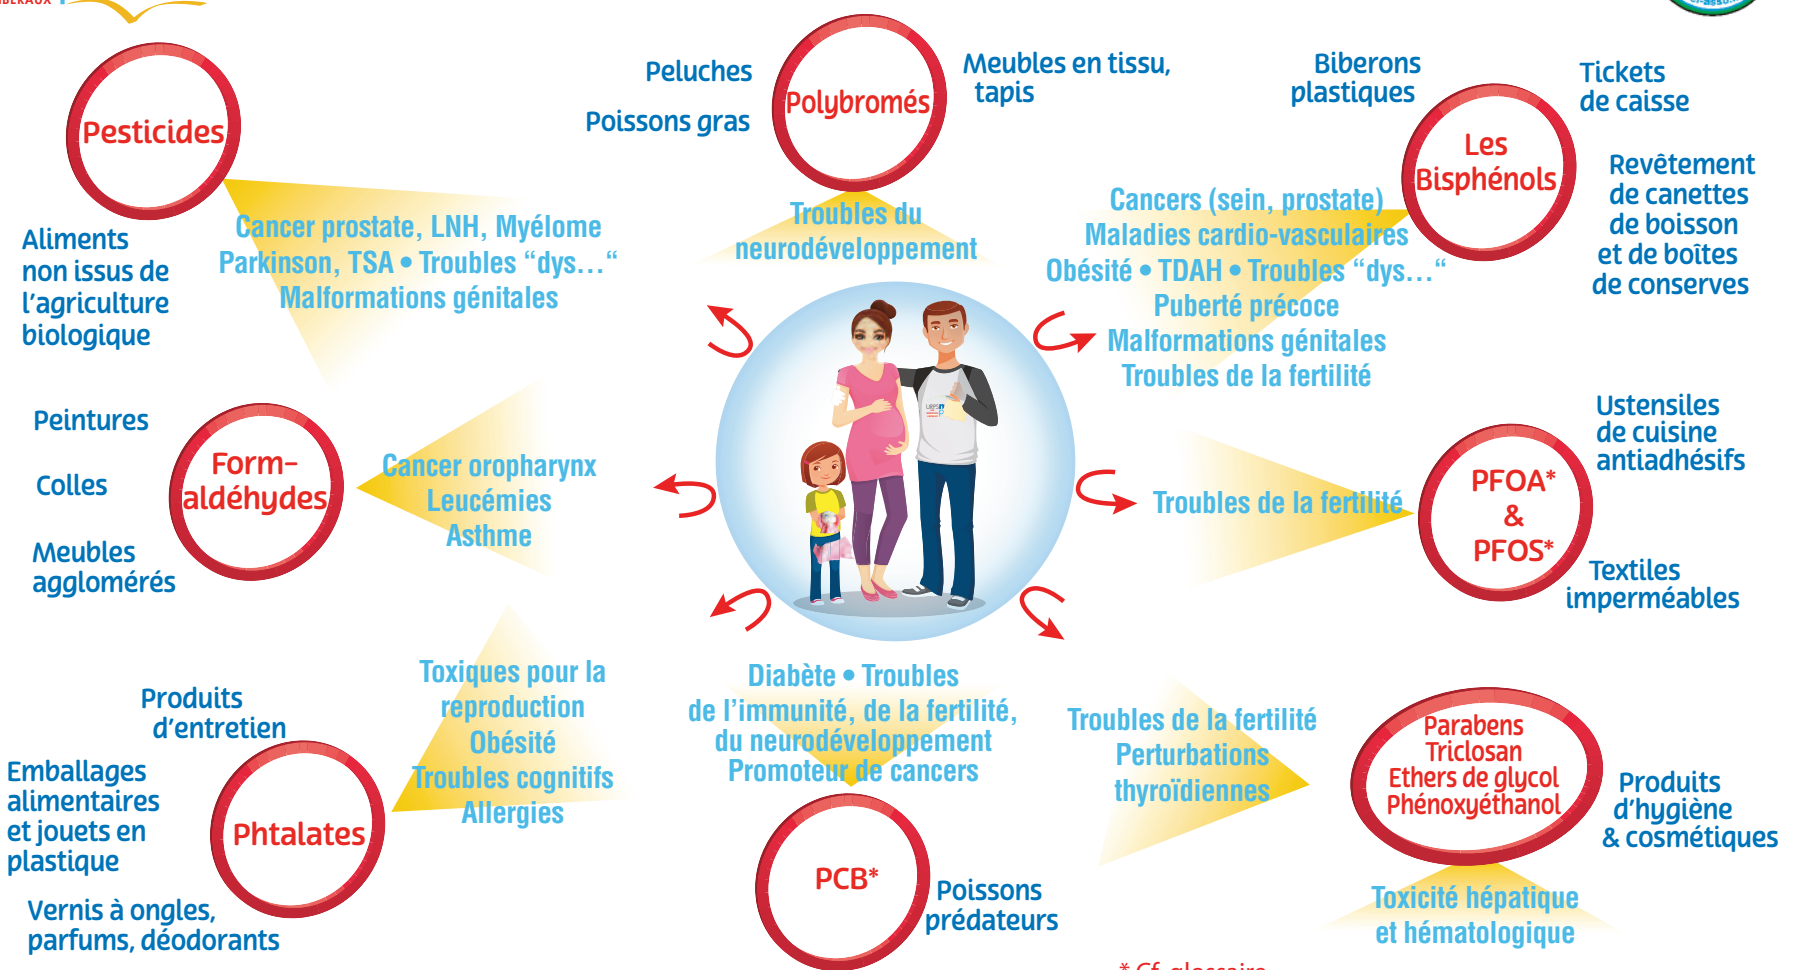 IBÉRAUX
Pesticides
Aliments
non issus de
l’agriculture
biologique
Cancer prostate, LNH, Myélome
Parkinson, TSA • Troubles “dys...“
Malformations génitales
Peluches
Poissons gras
Polybromés
Meubles en tissu,
tapis
Troubles du
neurodéveloppement
Biberons
plastiques
Les
Bisphénols
Tickets
de caisse
Revêtement
de canettes
de boisson
et de boîtes
de conserves
Cancers (sein, prostate)
Maladies cardio-vasculaires
Obésité • TDAH • Troubles “dys...“
Puberté précoce
Malformations génitales
Troubles de la fertilité
Peintures
Colles
Meubles
agglomérés
Form-
aldéhydes
Cancer oropharynx
Leucémies
Asthme
Troubles de la fertilité
PFOA*
&
PFOS*
Ustensiles
de cuisine
antiadhésifs
Textiles
imperméables
Produits
d’entretien
Emballages
alimentaires
et jouets en
plastique
Vernis à ongles,
parfums, déodorants
Phtalates
Toxiques pour la
reproduction
Obésité
Troubles cognitifs
Allergies
Diabète • Troubles
de l’immunité, de la fertilité,
du neurodéveloppement
Promoteur de cancers
PCB*
Poissons
prédateurs
Troubles de la fertilité
Perturbations
thyroïdiennes
Parabens
Triclosan
Ethers de glycol
Phénoxyéthanol
Produits
d’hygiène
& cosmétiques
Toxicité hépatique
et hématologique
* Cf. glossaire